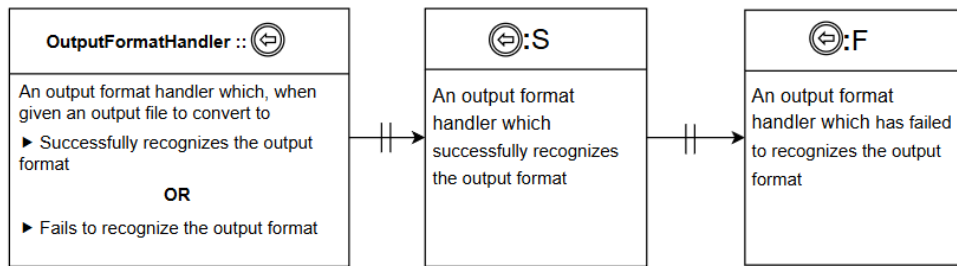 OutputFormatHandler ::
An output format handler which, when
given an output file to convert to
▶ Successfully recognizes the output
format
OR
▶ Fails to recognize the output format
:S
An output format
handler which
successfully recognizes
the output format
:F
An output format
handler which has failed
to recognizes the output
format